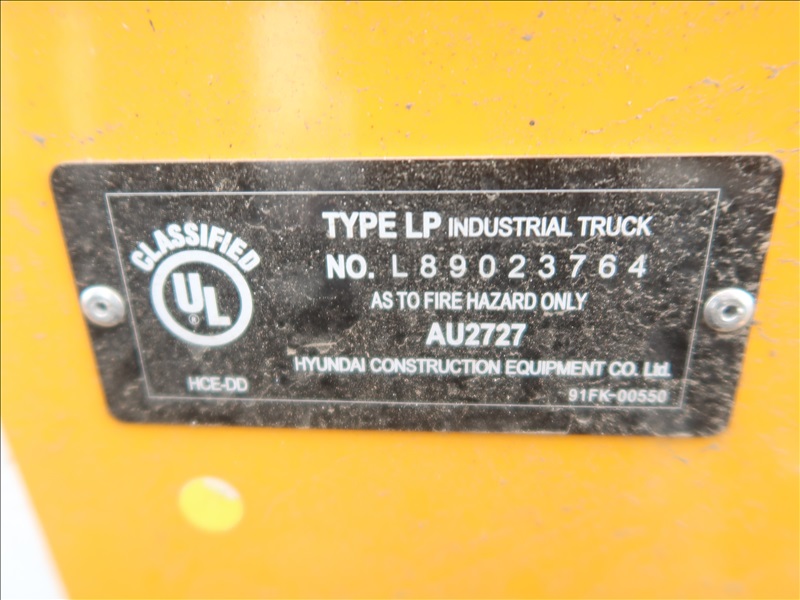 CLASSIFIED
UL
®
TYPE LP INDUSTRIAL TRUCK
NO. L89023764
AS TO FIRE HAZARD ONLY
AU2727
HYUNDAI CONSTRUCTION EQUIPMENT CO. Ltd.
HCE-DD
91FK-00550